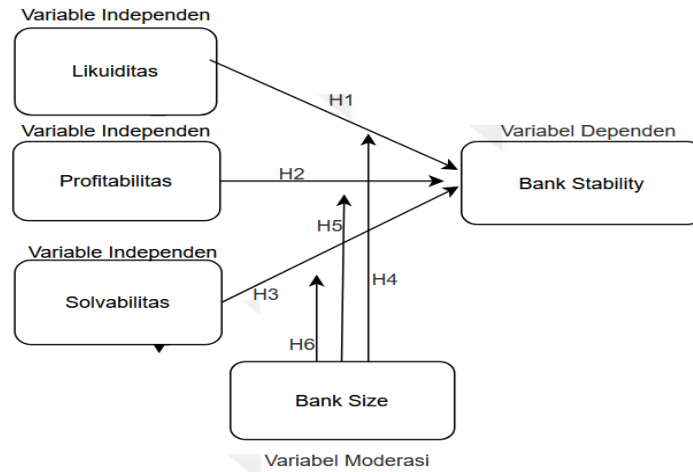 Variable Independen
Likuiditas
H1
Variable Independen
Profitabilitas
H2
Variabel Dependen
Bank Stability
H5
Variable Independen
Solvabilitas
H3
H4
H6
Bank Size
Variabel Moderasi